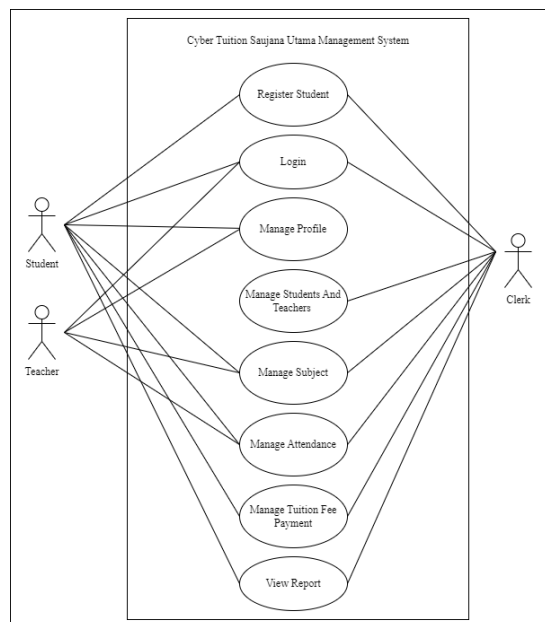 Cyber Tuition Saujana Utama Management System
Register Student
Login
Manage Profile
Student
Clerk
Manage Students And
Teachers
Teacher
Manage Subject
Manage Attendance
Manage Tuition Fee
Payment
View Report